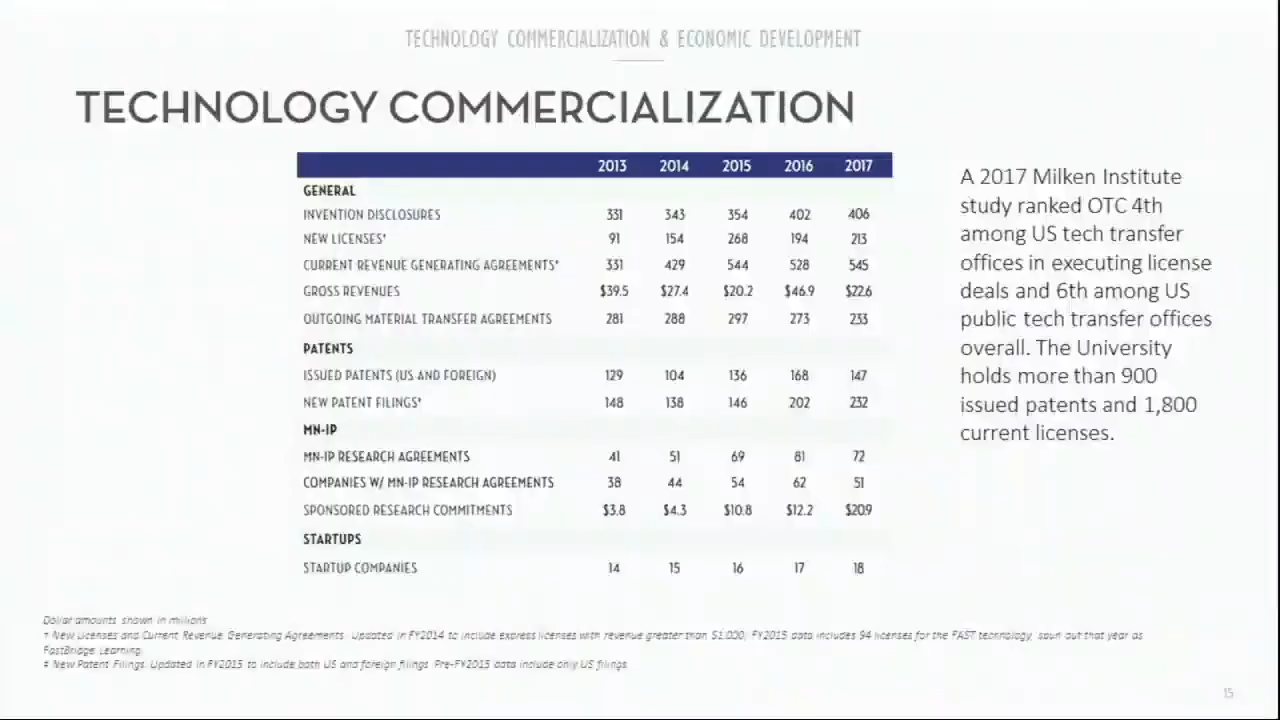 TECHNOLOGY COMMERCIALIZATION & ECONOMIC DEVELOPMENT
TECHNOLOGY COMMERCIALIZATION
2013 2014 2015 2016 2017
GENERAL
INVENTION DISCLOSURES 331 343 354 402 406
NEW LICENSES† 91 154 268 194 213
CURRENT REVENUE GENERATING AGREEMENTS† 331 429 544 528 545
GROSS REVENUES $39.5 $27.4 $20.2 $46.9 $22.6
OUTGOING MATERIAL TRANSFER AGREEMENTS 281 288 297 273 233
PATENTS
ISSUED PATENTS (US AND FOREIGN) 129 104 136 168 147
NEW PATENT FILINGS‡ 148 138 146 202 232
MN-IP
MN-IP RESEARCH AGREEMENTS 41 51 69 81 72
COMPANIES W/ MN-IP RESEARCH AGREEMENTS 38 44 54 62 51
SPONSORED RESEARCH COMMITMENTS $3.8 $4.3 $10.8 $12.2 $20.9
STARTUPS
STARTUP COMPANIES 14 15 16 17 18
A 2017 Milken Institute
study ranked OTC 4th
among US tech transfer
offices in executing license
deals and 6th among US
public tech transfer offices
overall. The University
holds more than 900
issued patents and 1,800
current licenses.
Dollar amounts shown in millions
† New Licenses and Current Revenue Generating Agreements: Updated in FY2014 to include express licenses with revenue greater than $1,000; FY2015 data includes 94 licenses for the FAST technology, spun out that year as
FastBridge Learning.
‡ New Patent Filings: Updated in FY2015 to include both US and foreign filings. Pre-FY2015 data include only US filings.
15